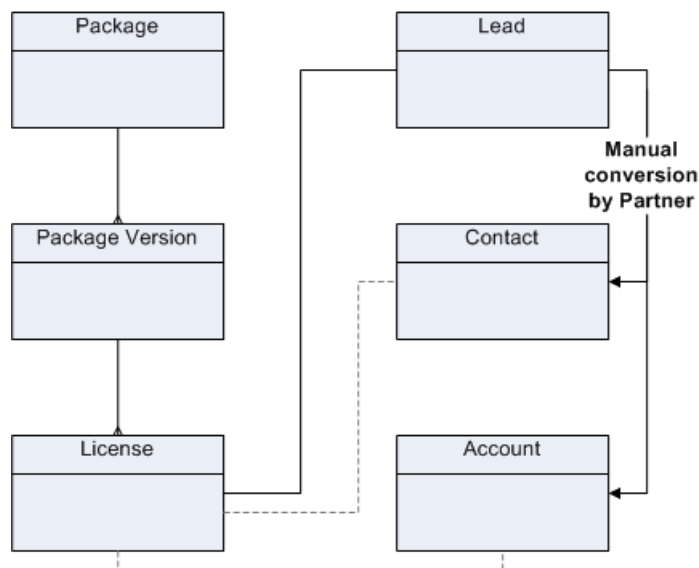 Package
Lead
Manual
conversion
by Partner
Package Version
Contact
License
Account